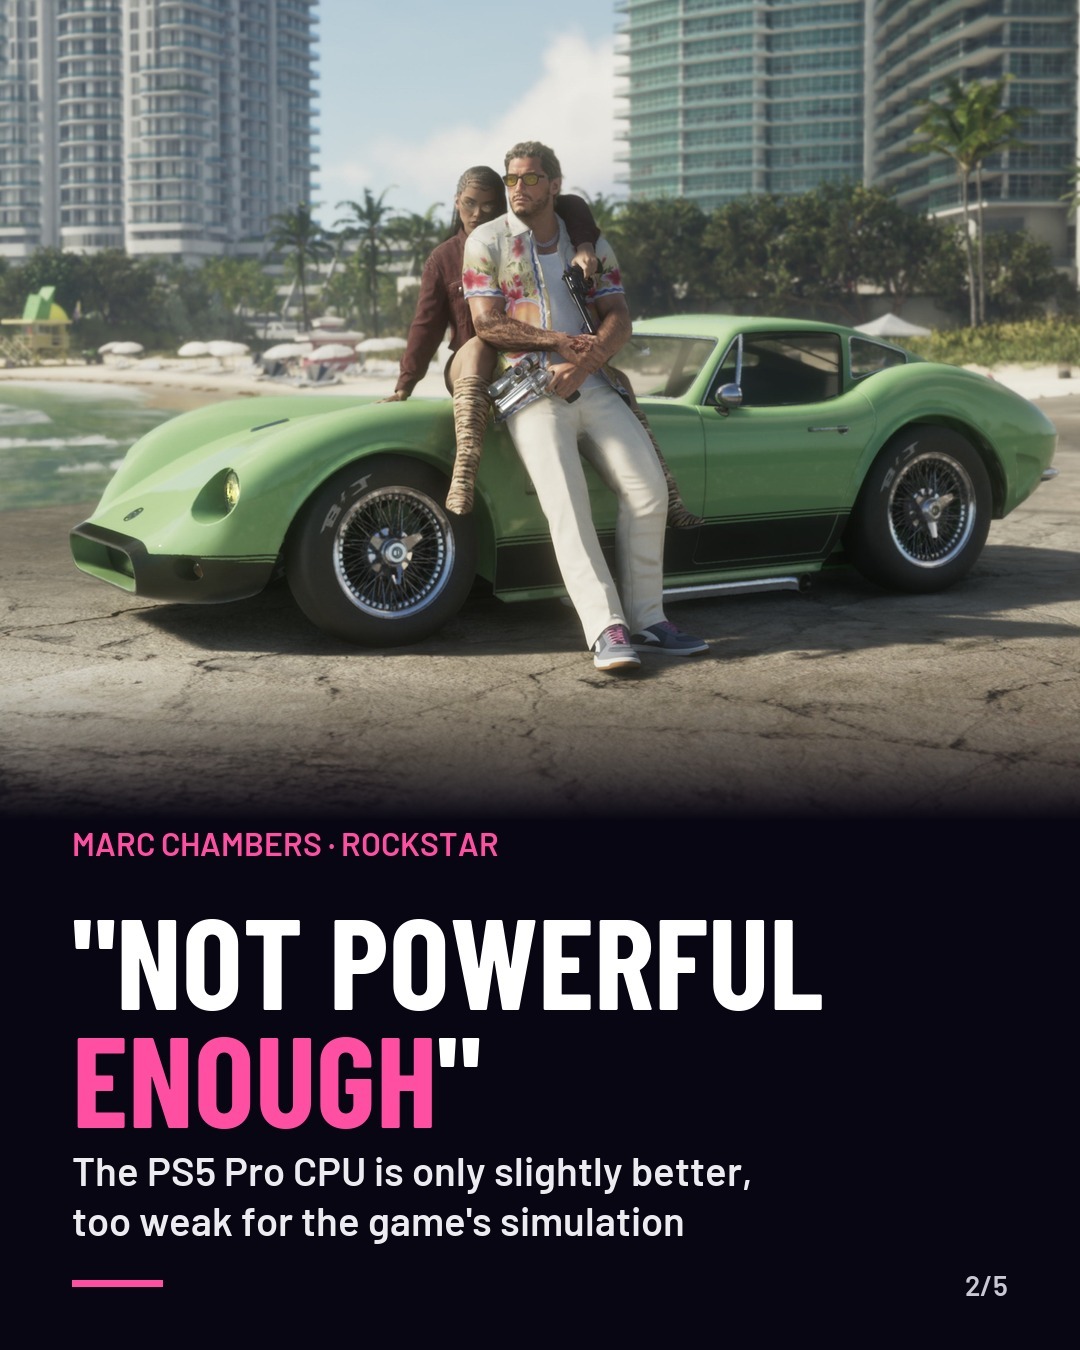 B/T
B/T
MARC CHAMBERS · ROCKSTAR
"NOT POWERFUL
ENOUGH"
The PS5 Pro CPU is only slightly better,
too weak for the game's simulation
2/5